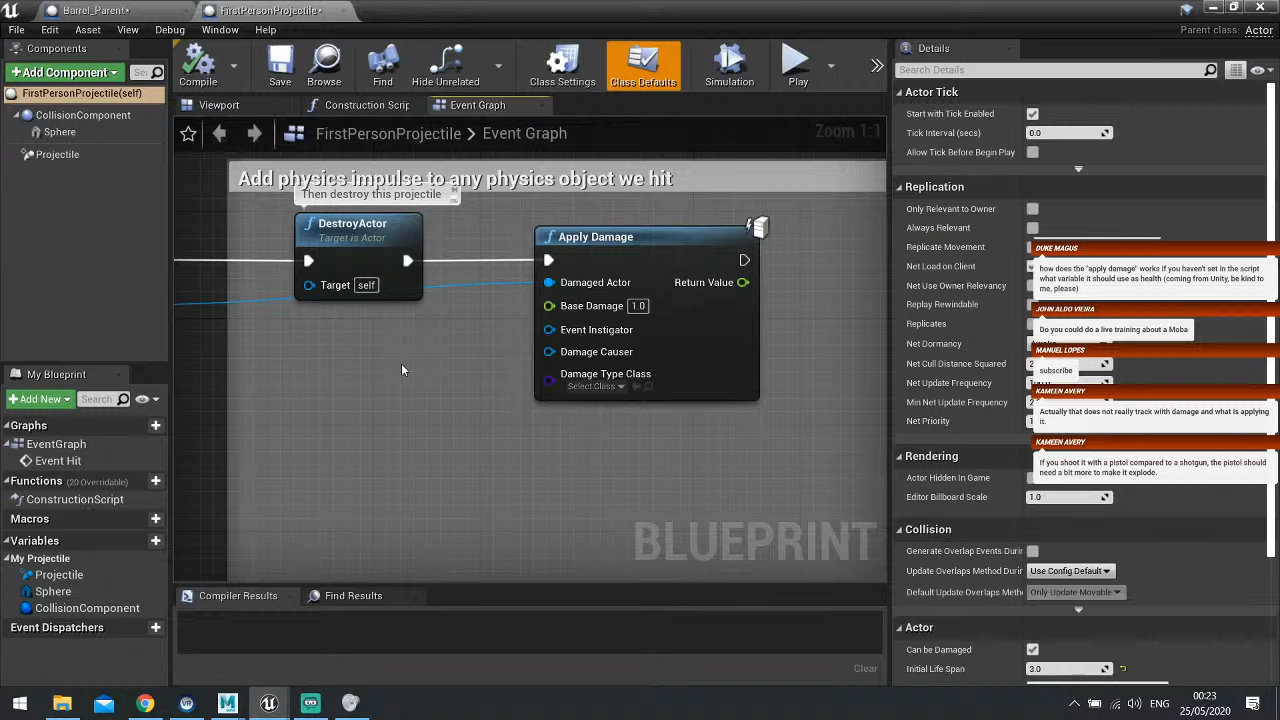 Barrel_Parent*
FirstPersonProjectile*
File Edit Asset View Debug Window Help
Parent class: Actor
Components
+Add Component
FirstPersonProjectile(self)
CollisionComponent
Sphere
Projectile
Compile
Save
Browse
Find
Hide Unrelated
Class Settings
Class Defaults
Simulation
Play
Viewport
Construction Scrip
Event Graph
FirstPersonProjectile > Event Graph
Zoom 1:1
Add physics impulse to any physics object we hit
Then destroy this projectile
DestroyActor
Target is Actor
Target self
Apply Damage
Damaged Actor
Return Value
Base Damage 1.0
Event Instigator
Damage Causer
Damage Type Class
Select Class
BLUEPRINT
My Blueprint
+Add New
Search
Graphs
EventGraph
Event Hit
Functions (20 Overridable)
ConstructionScript
Macros
Variables
My Projectile
Projectile
Sphere
CollisionComponent
Event Dispatchers
Compiler Results
Find Results
Clear
Details
Search Details
Actor Tick
Start with Tick Enabled
Tick Interval (secs) 0.0
Allow Tick Before Begin Play
Replication
Only Relevant to Owner
Always Relevant
Replicate Movement
Net Load on Client
Net Use Owner Relevancy
Replay Rewindable
Replicates
Net Dormancy
Net Cull Distance Squared
Net Update Frequency
Min Net Update Frequency
Net Priority
DUKE MAGUS
how does the "apply damage" works if you haven't set in the script
what variable it should use as health (coming from Unity, be kind to
me, please)
JOHN ALDO VIEIRA
Do you could do a live training about a Moba
MANUEL LOPES
subscribe
KAMEEN AVERY
Actually that does not really track wiith damage and what is applying
it.
KAMEEN AVERY
If you shoot it with a pistol compared to a shotgun, the pistol should
need a bit more to make it explode.
Rendering
Actor Hidden In Game
Editor Billboard Scale 1.0
Collision
Generate Overlap Events Durin
Update Overlaps Method Durin Use Config Default
Default Update Overlaps Metho Only Update Movable
Actor
Can be Damaged
Initial Life Span 3.0
ENG
00:23
25/05/2020